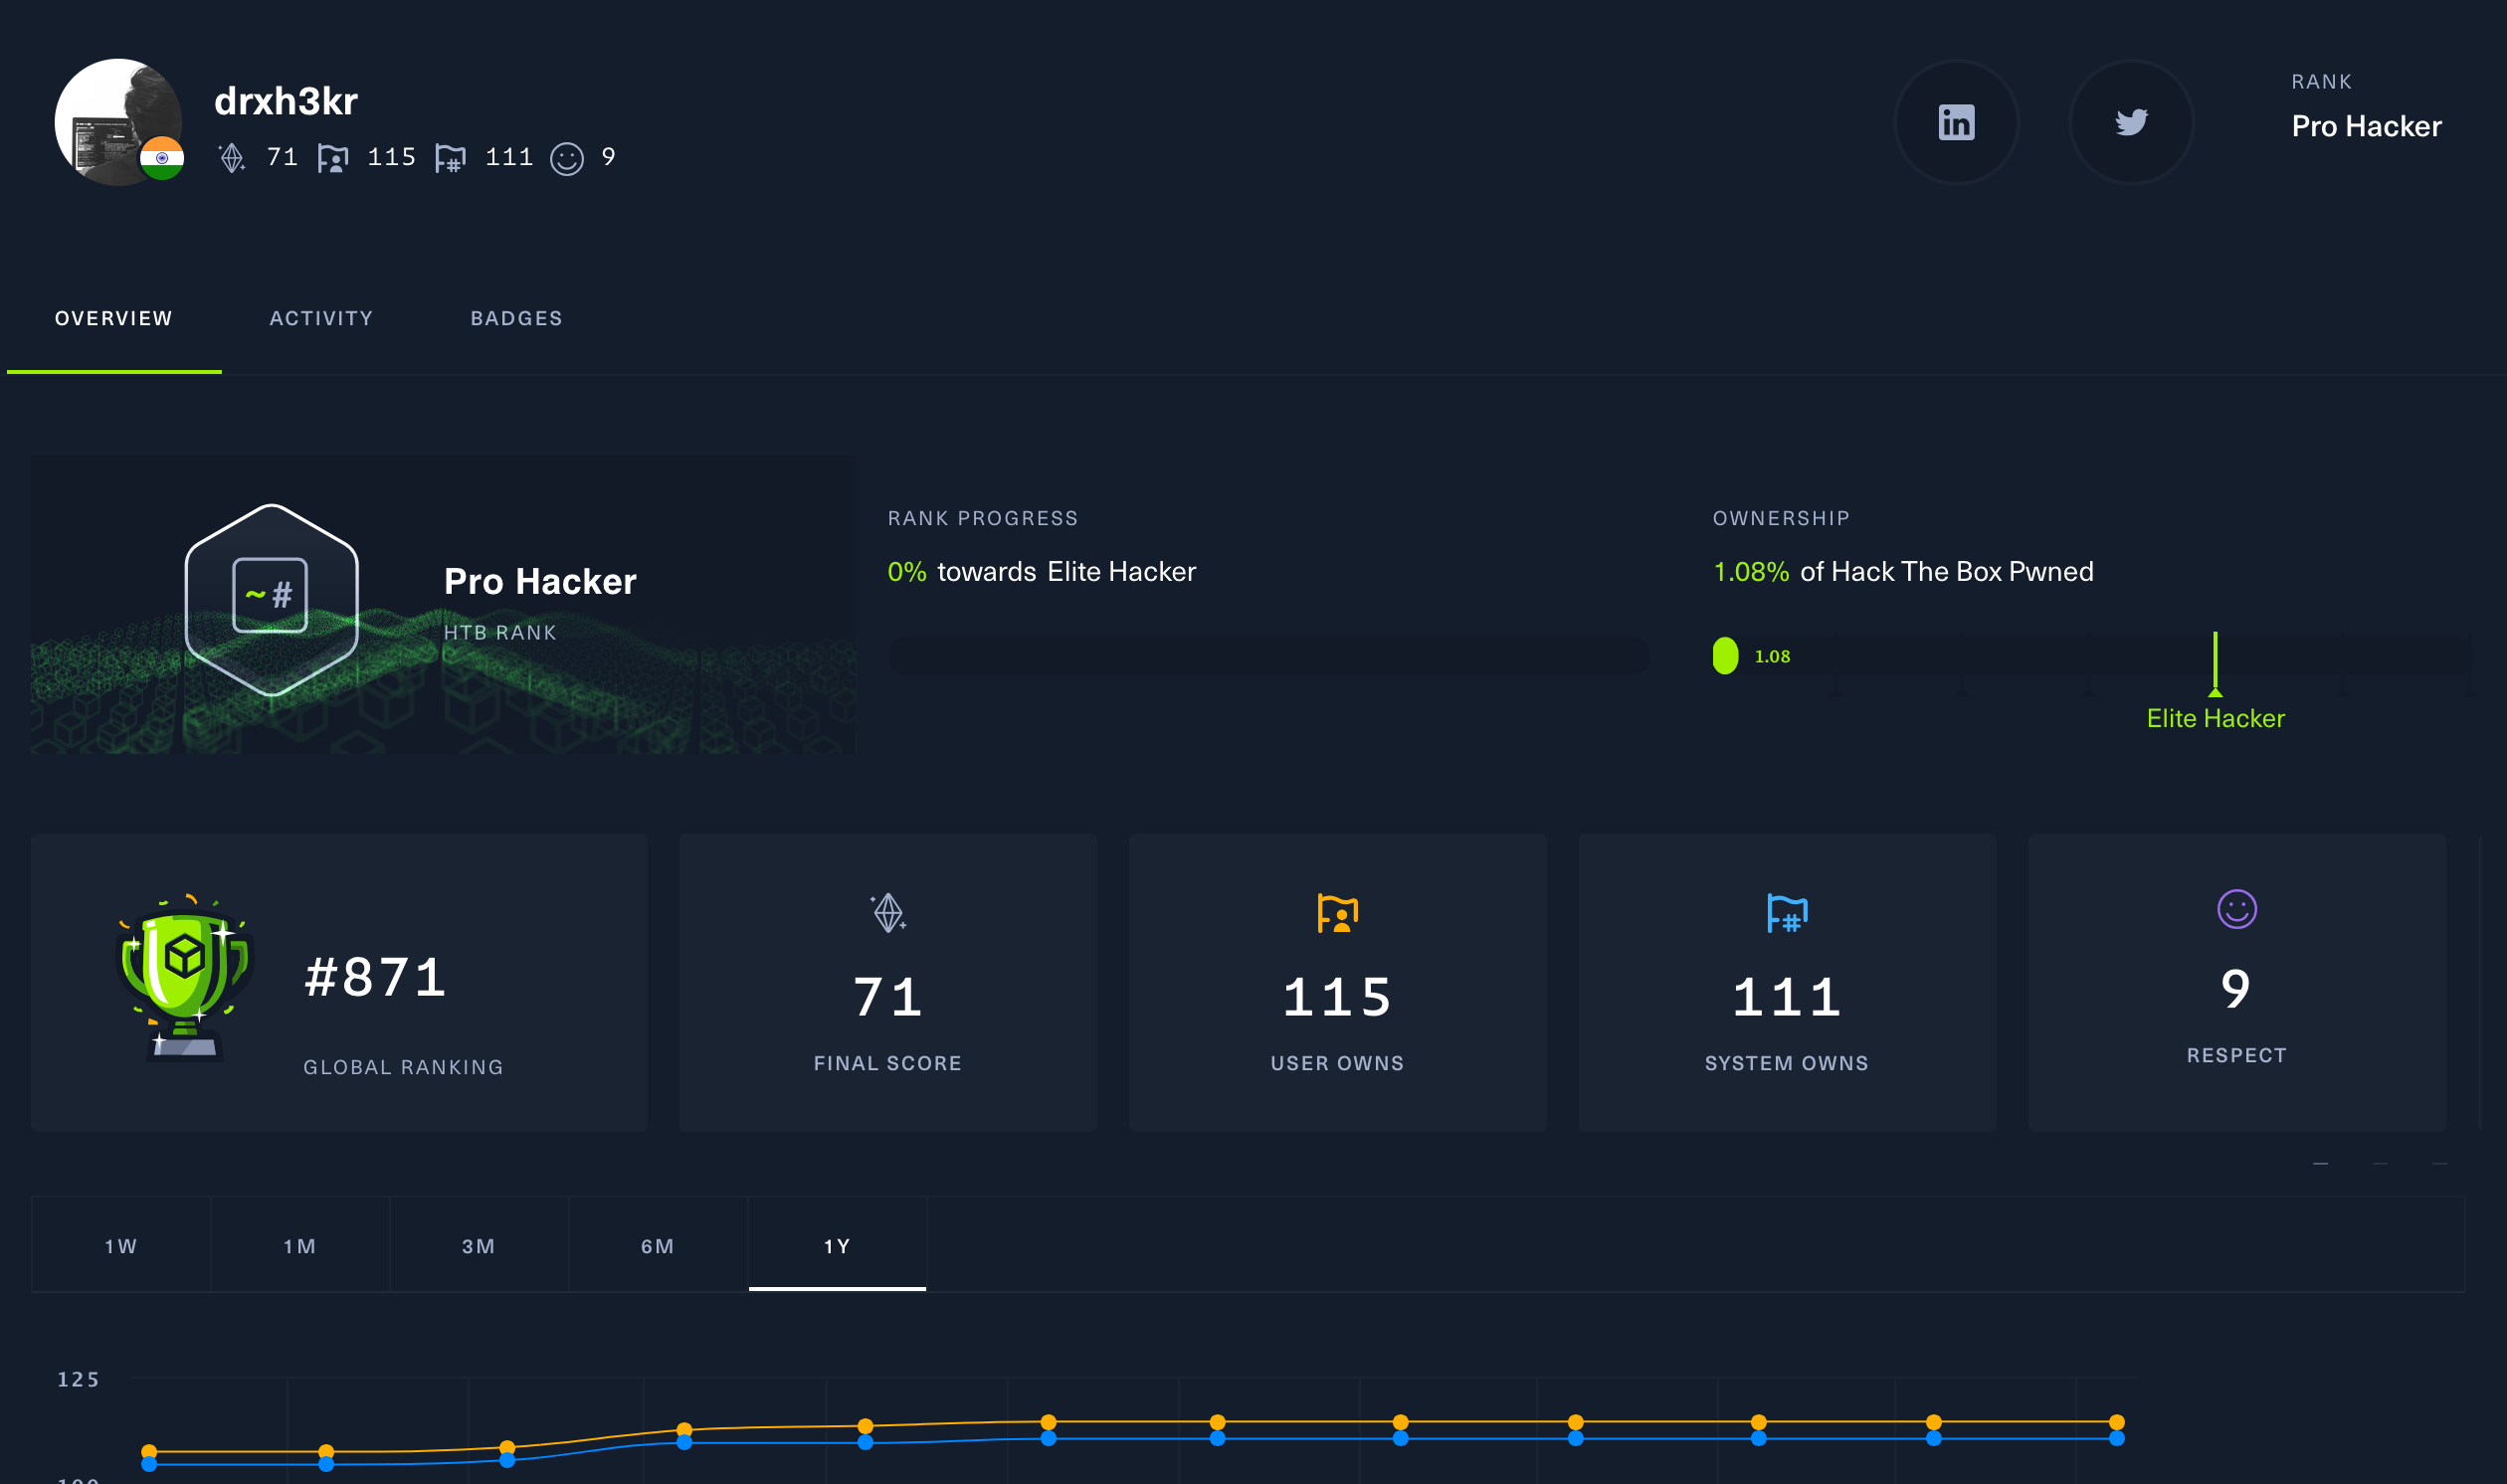 drxh3kr
71 115 111 9
RANK
Pro Hacker
OVERVIEW ACTIVITY BADGES
~#
Pro Hacker
HTB RANK
RANK PROGRESS
0% towards Elite Hacker
OWNERSHIP
1.08% of Hack The Box Pwned
1.08
Elite Hacker
#871
GLOBAL RANKING
71
FINAL SCORE
115
USER OWNS
111
SYSTEM OWNS
9
RESPECT
1W 1M 3M 6M 1Y
125